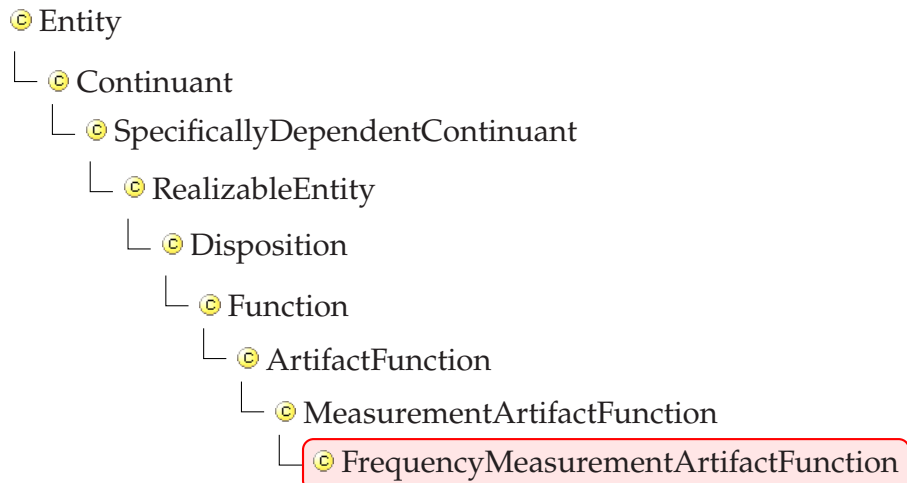 Entity
Continuant
SpecificallyDependentContinuant
RealizableEntity
Disposition
Function
ArtifactFunction
MeasurementArtifactFunction
FrequencyMeasurementArtifactFunction